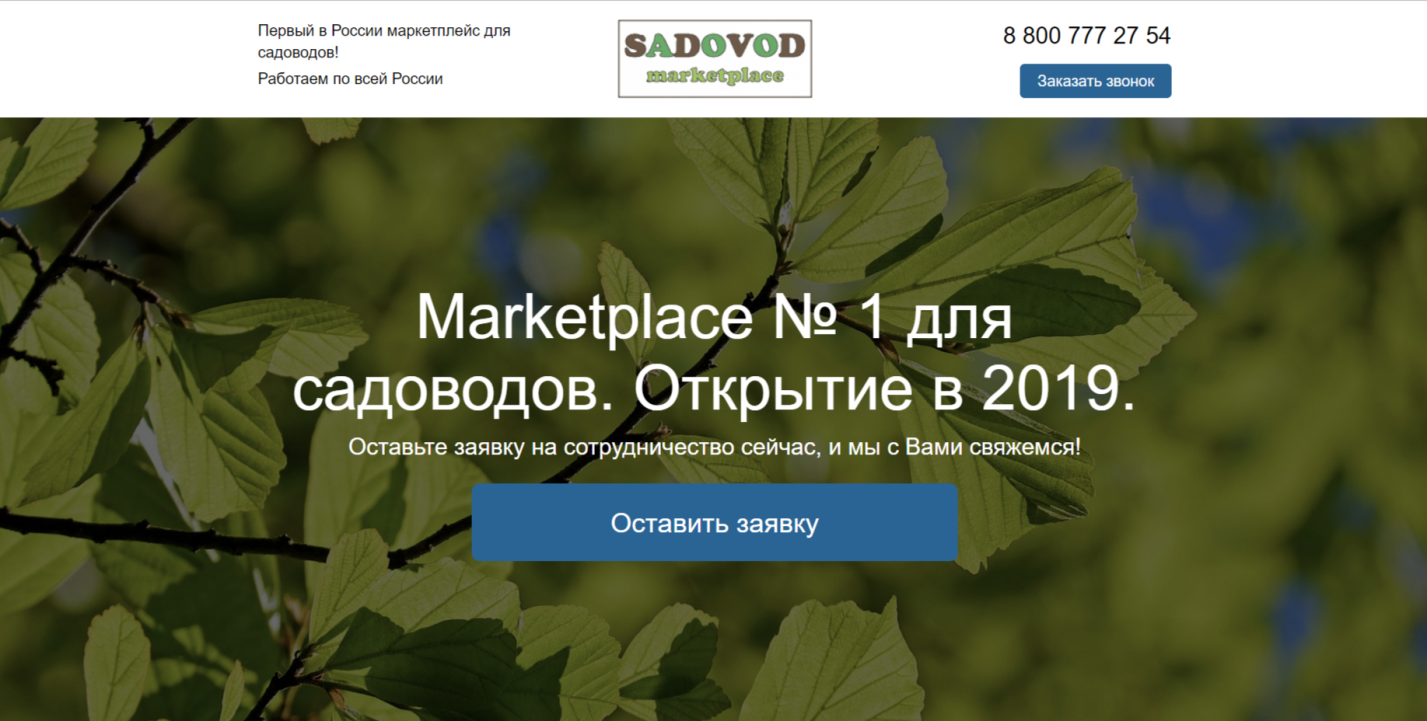 Первый в России маркетплейс для
садоводов!
Работаем по всей России
SADOVOD
marketplace
8 800 777 27 54
Заказать звонок
Marketplace № 1 для
садоводов. Открытие в 2019.
Оставьте заявку на сотрудничество сейчас, и мы с Вами свяжемся!
Оставить заявку